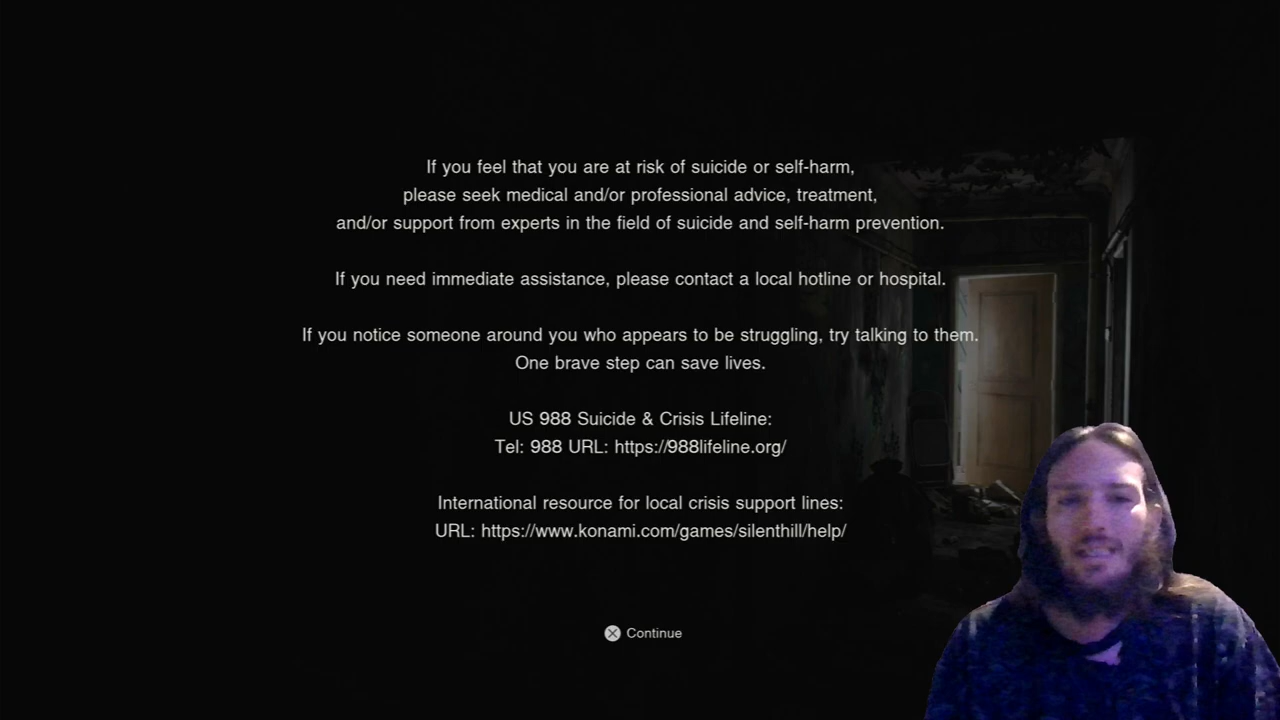 If you feel that you are at risk of suicide or self-harm,
please seek medical and/or professional advice, treatment,
and/or support from experts in the field of suicide and self-harm prevention.
If you need immediate assistance, please contact a local hotline or hospital.
If you notice someone around you who appears to be struggling, try talking to them.
One brave step can save lives.
US 988 Suicide & Crisis Lifeline:
Tel: 988 URL: https://988lifeline.org/
International resource for local crisis support lines:
URL: https://www.konami.com/games/silenthill/help/
Continue